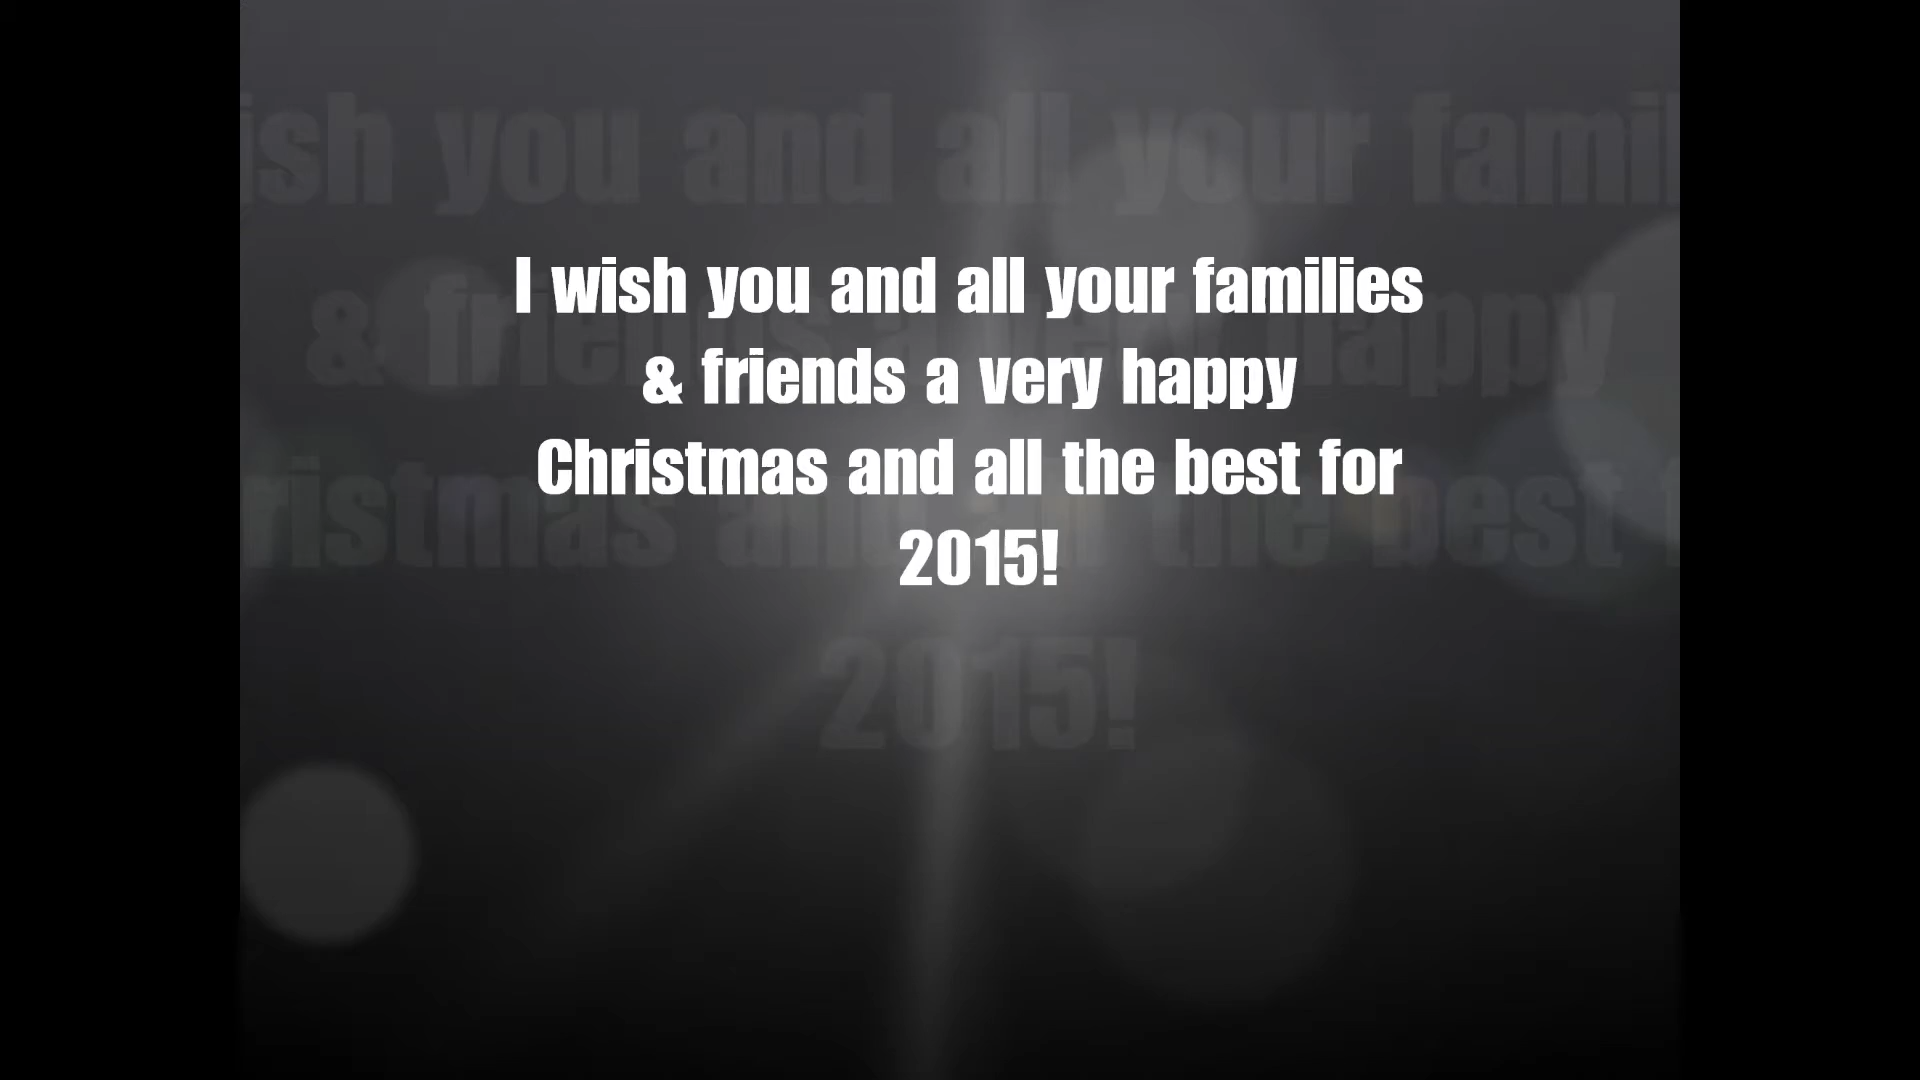 I wish you and all your families
& friends a very happy
Christmas and all the best for
2015!